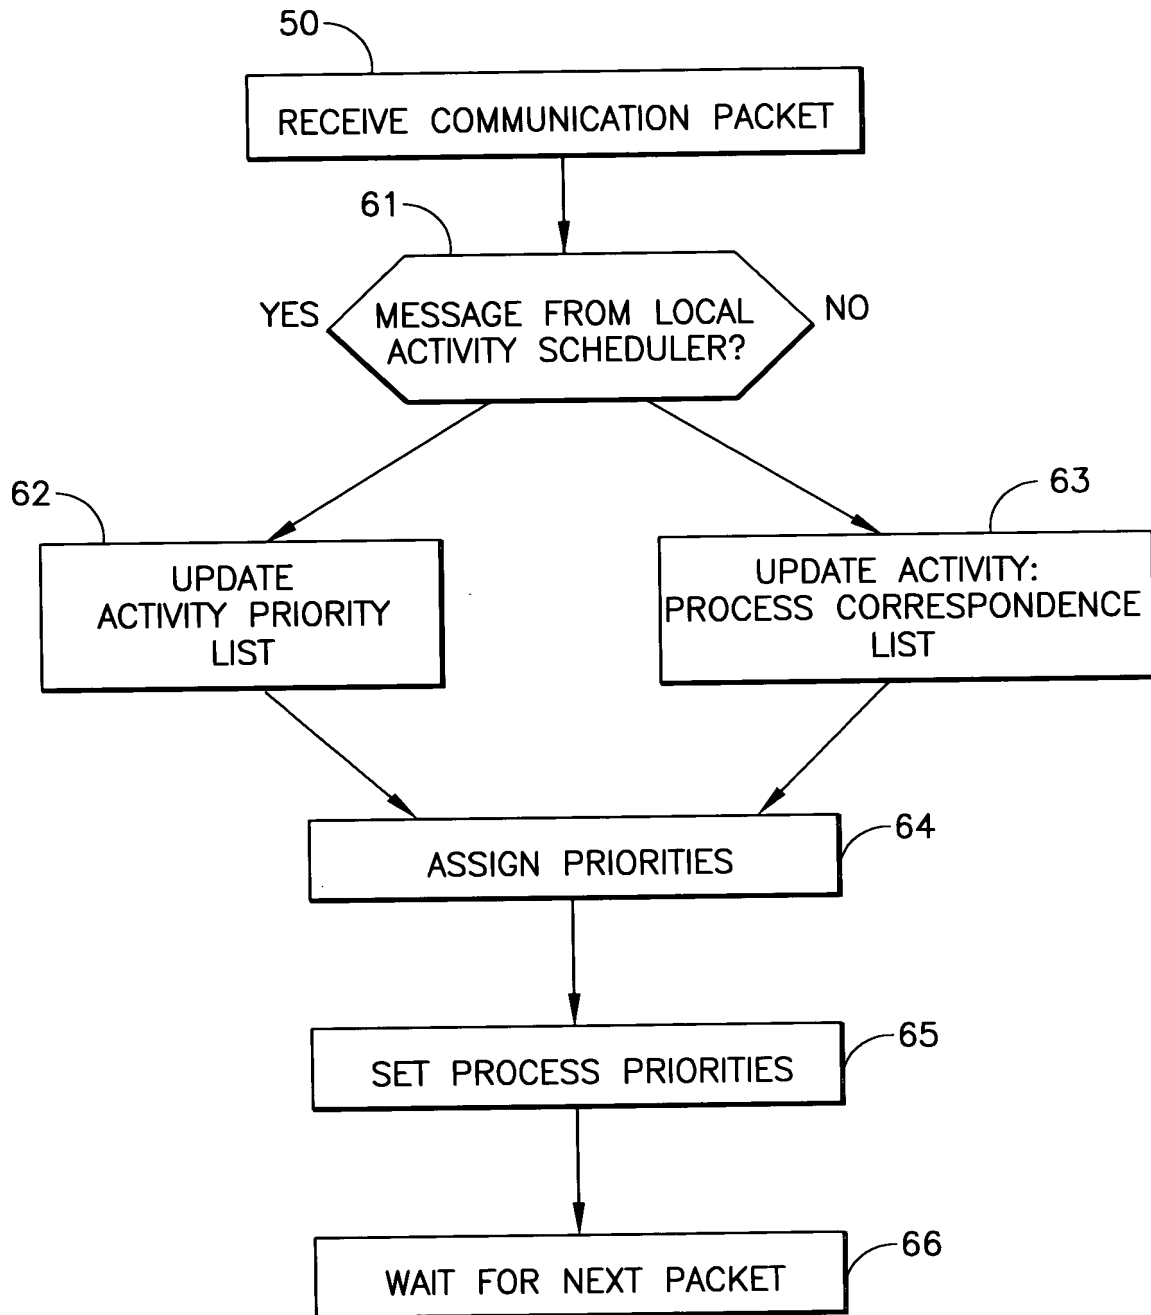 50
RECEIVE COMMUNICATION PACKET
61
YES
MESSAGE FROM LOCAL
ACTIVITY SCHEDULER?
NO
62
UPDATE
ACTIVITY PRIORITY
LIST
63
UPDATE ACTIVITY:
PROCESS CORRESPONDENCE
LIST
64
ASSIGN PRIORITIES
65
SET PROCESS PRIORITIES
66
WAIT FOR NEXT PACKET